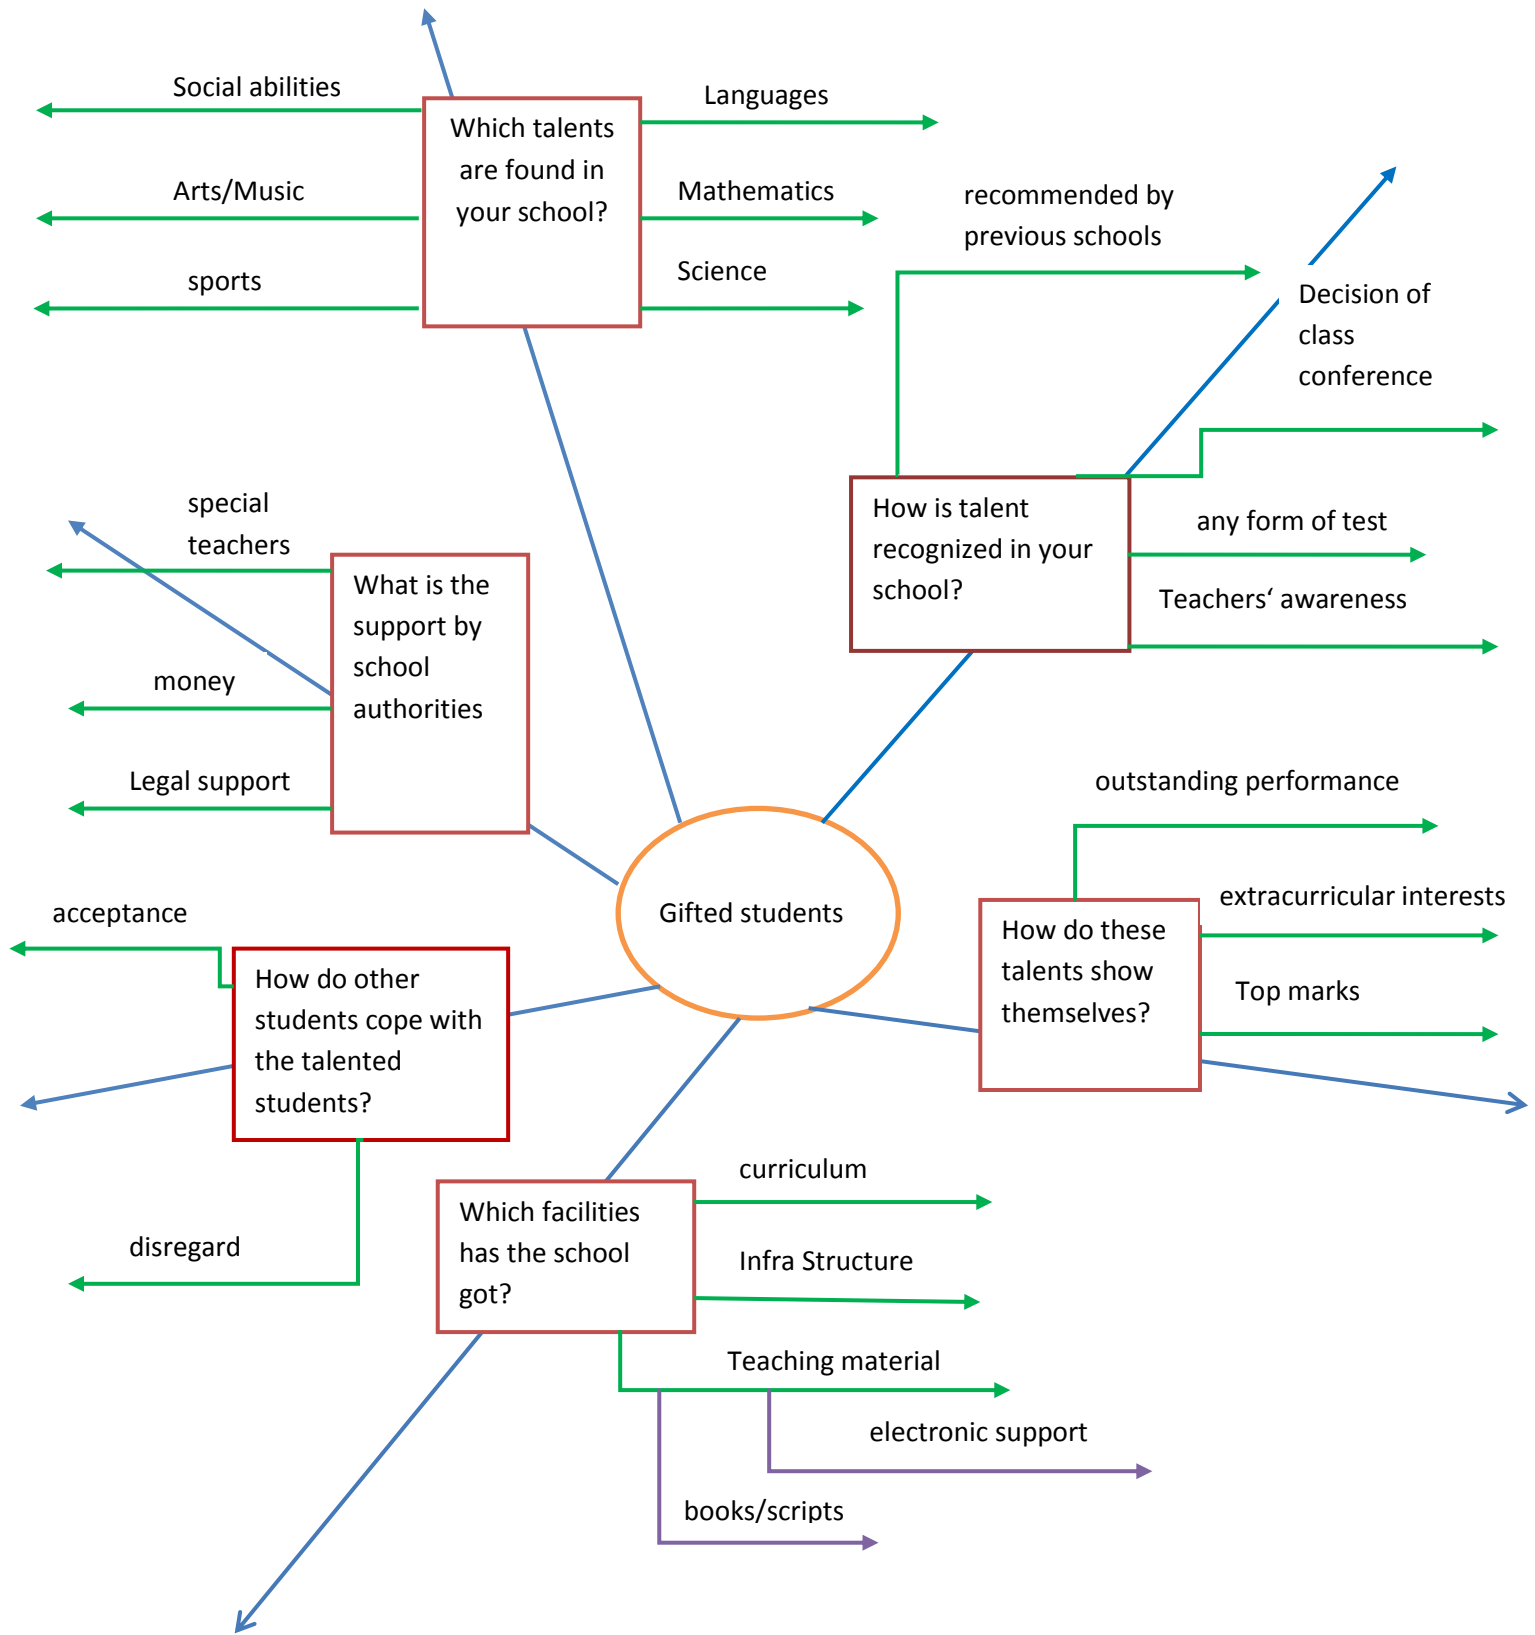 Social abilities
Arts/Music
sports
Which talents
are found in
your school?
Languages
Mathematics
Science
recommended by
previous schools
Decision of
class
conference
How is talent
recognized in your
school?
any form of test
Teachers‘ awareness
special
teachers
money
Legal support
What is the
support by
school
authorities
Gifted students
outstanding performance
extracurricular interests
Top marks
How do these
talents show
themselves?
acceptance
How do other
students cope with
the talented
students?
disregard
Which facilities
has the school
got?
curriculum
Infra Structure
Teaching material
electronic support
books/scripts